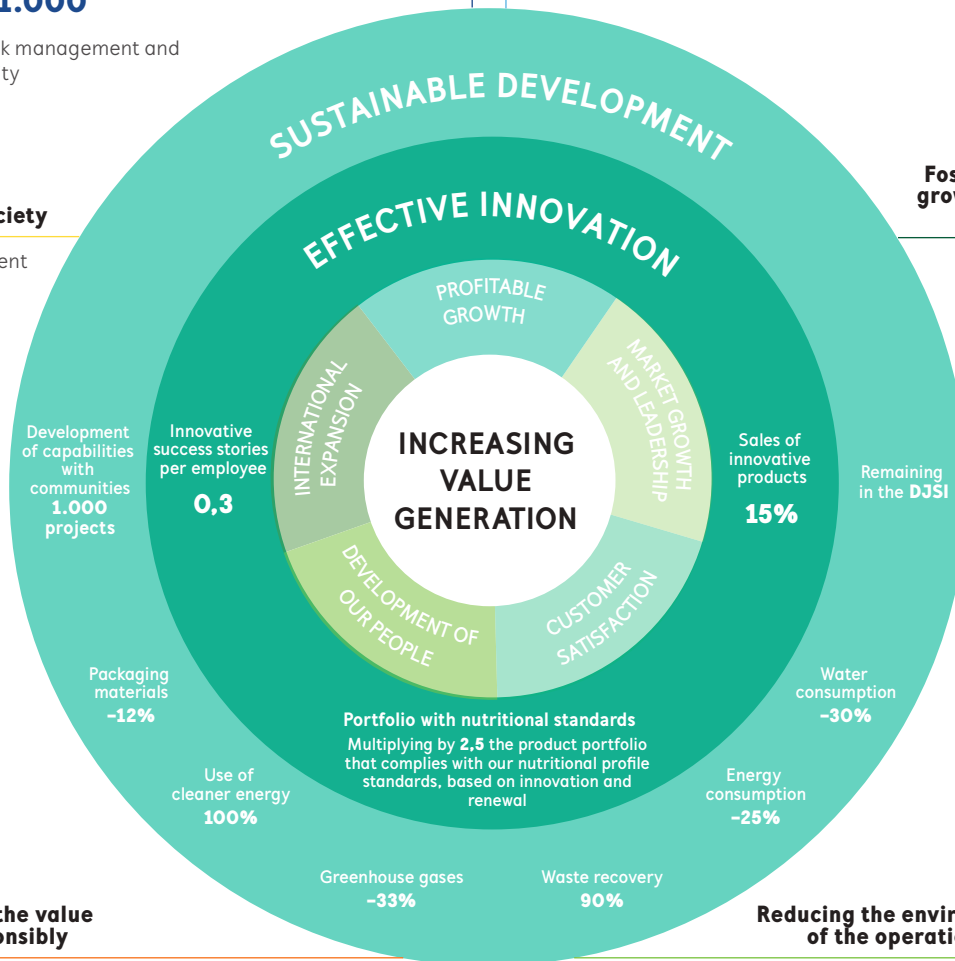 1.000
k management and
ty
ciety
ent
Fos
grow
SUSTAINABLE DEVELOPMENT
EFFECTIVE INNOVATION
PROFITABLE
GROWTH
MARKET GROWTH
AND LEADERSHIP
INTERNATIONAL
EXPANSION
INCREASING
VALUE
GENERATION
CUSTOMER
SATISFACTION
DEVELOPMENT OF
OUR PEOPLE
Development
of capabilities
with
communities
1.000
projects
Innovative
success stories
per employee
0,3
Sales of
innovative
products
15%
Remaining
in the DJSI
Packaging
materials
-12%
Portfolio with nutritional standards
Multiplying by 2,5 the product portfolio
that complies with our nutritional profile
standards, based on innovation and
renewal
Water
consumption
-30%
Use of
cleaner energy
100%
Energy
consumption
-25%
Greenhouse gases
-33%
Waste recovery
90%
the value
onsibly
Reducing the envir
of the operati